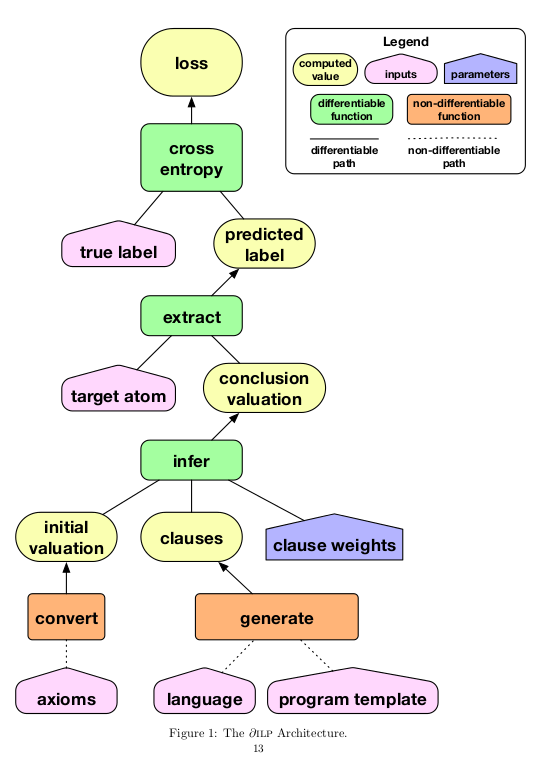 loss
Legend
computed
value
inputs
parameters
differentiable
function
non-differentiable
function
differentiable
path
non-differentiable
path
cross
entropy
true label
predicted
label
extract
target atom
conclusion
valuation
infer
initial
valuation
clauses
clause weights
convert
generate
axioms
language
program template
Figure 1: The ∂ILP Architecture.
13